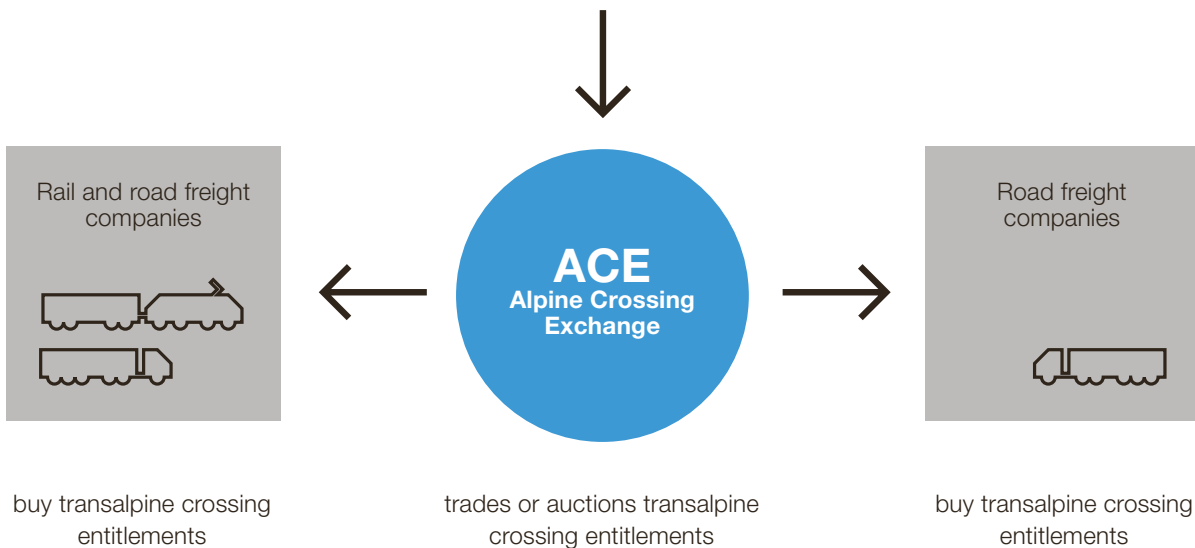 Rail and road freight
companies
ACE
Alpine Crossing
Exchange
Road freight
companies
buy transalpine crossing
entitlements
trades or auctions transalpine
crossing entitlements
buy transalpine crossing
entitlements